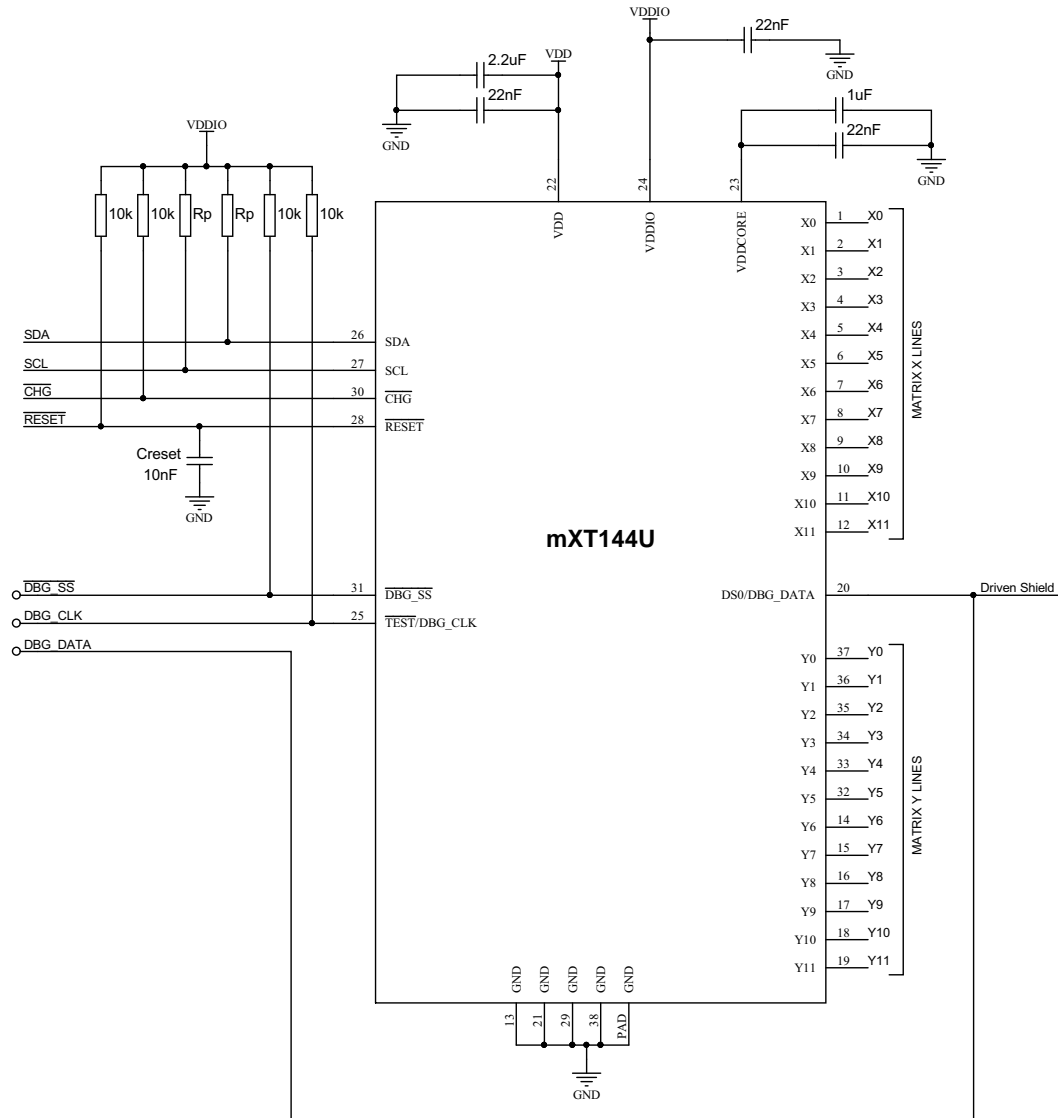 VDDIO
22nF
GND
2.2uF
VDD
22nF
GND
1uF
22nF
GND
VDDIO
10k
10k
Rp
Rp
10k
10k
22
VDD
24
VDDIO
23
VDDCORE
SDA 26 SDA
SCL 27 SCL
CHG 30 CHG
RESET 28 RESET
Creset
10nF
GND
DBG_SS 31 DBG_SS
DBG_CLK 25 TEST/DBG_CLK
DBG_DATA
mXT144U
X0 1 X0
X1 2 X1
X2 3 X2
X3 4 X3
X4 5 X4
X5 6 X5
X6 7 X6
X7 8 X7
X8 9 X8
X9 10 X9
X10 11 X10
X11 12 X11
MATRIX X LINES
DS0/DBG_DATA 20 Driven Shield
Y0 37 Y0
Y1 36 Y1
Y2 35 Y2
Y3 34 Y3
Y4 33 Y4
Y5 32 Y5
Y6 14 Y6
Y7 15 Y7
Y8 16 Y8
Y9 17 Y9
Y10 18 Y10
Y11 19 Y11
MATRIX Y LINES
GND
GND
GND
GND
GND
13
21
29
38
PAD
GND